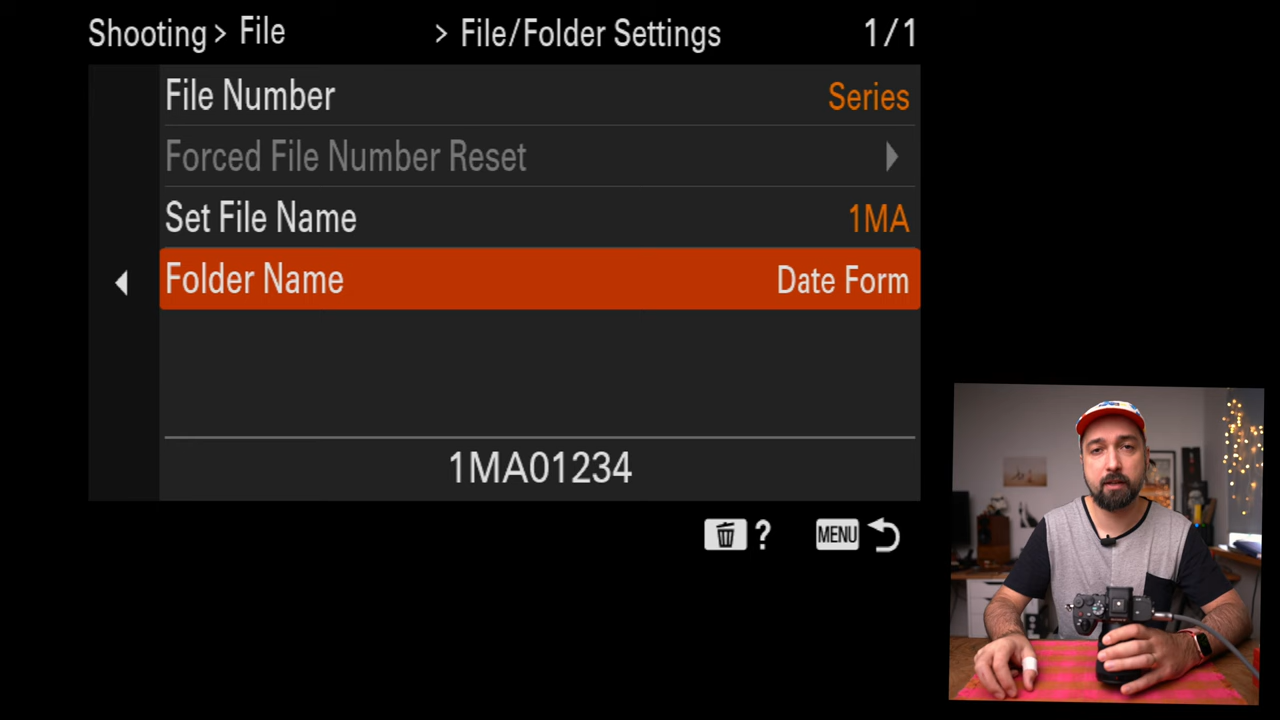 Shooting > File > File/Folder Settings 1/1
File Number Series
Forced File Number Reset
Set File Name 1MA
Folder Name Date Form
1MA01234
? MENU